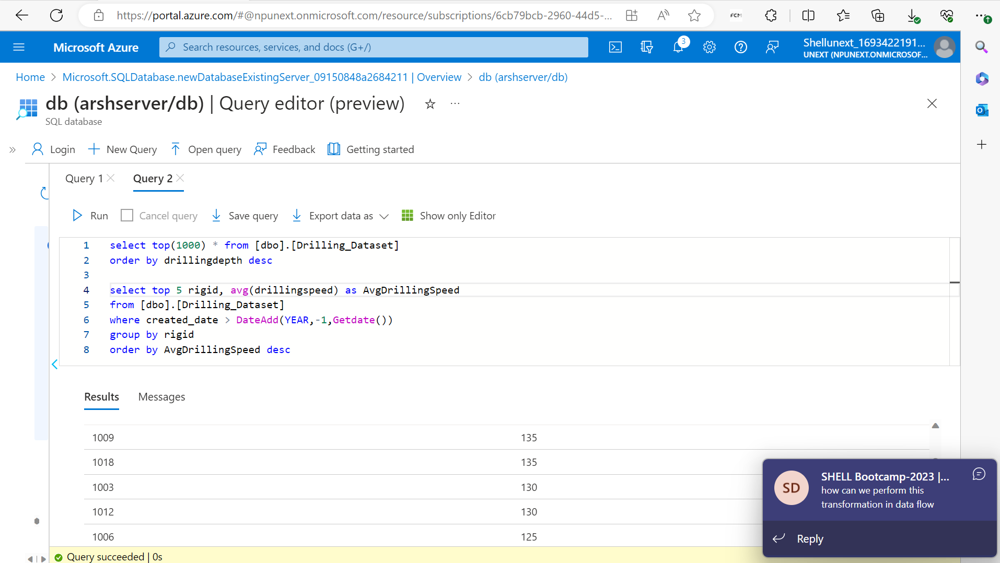 https://portal.azure.com/#@npunext.onmicrosoft.com/resource/subscriptions/6cb79bcb-2960-44d5-...
FCM
Microsoft Azure
Search resources, services, and docs (G+/)
3
Shellunext_1693422191...
UNEXT (NPUNEXT.ONMICROSOF...
Home > Microsoft.SQLDatabase.newDatabaseExistingServer_09150848a2684211 | Overview > db (arshserver/db)
db (arshserver/db) | Query editor (preview)
SQL database
Login
New Query
Open query
Feedback
Getting started
Query 1
Query 2
Run
Cancel query
Save query
Export data as
Show only Editor
1 select top(1000) * from [dbo].[Drilling_Dataset]
2 order by drillingdepth desc
3
4 select top 5 rigid, avg(drillingspeed) as AvgDrillingSpeed
5 from [dbo].[Drilling_Dataset]
6 where created_date > DateAdd(YEAR,-1,Getdate())
7 group by rigid
8 order by AvgDrillingSpeed desc
Results
Messages
1009 135
1018 135
1003 130
1012 130
1006 125
Query succeeded | 0s
SD
SHELL Bootcamp-2023 |...
how can we perform this
transformation in data flow
Reply